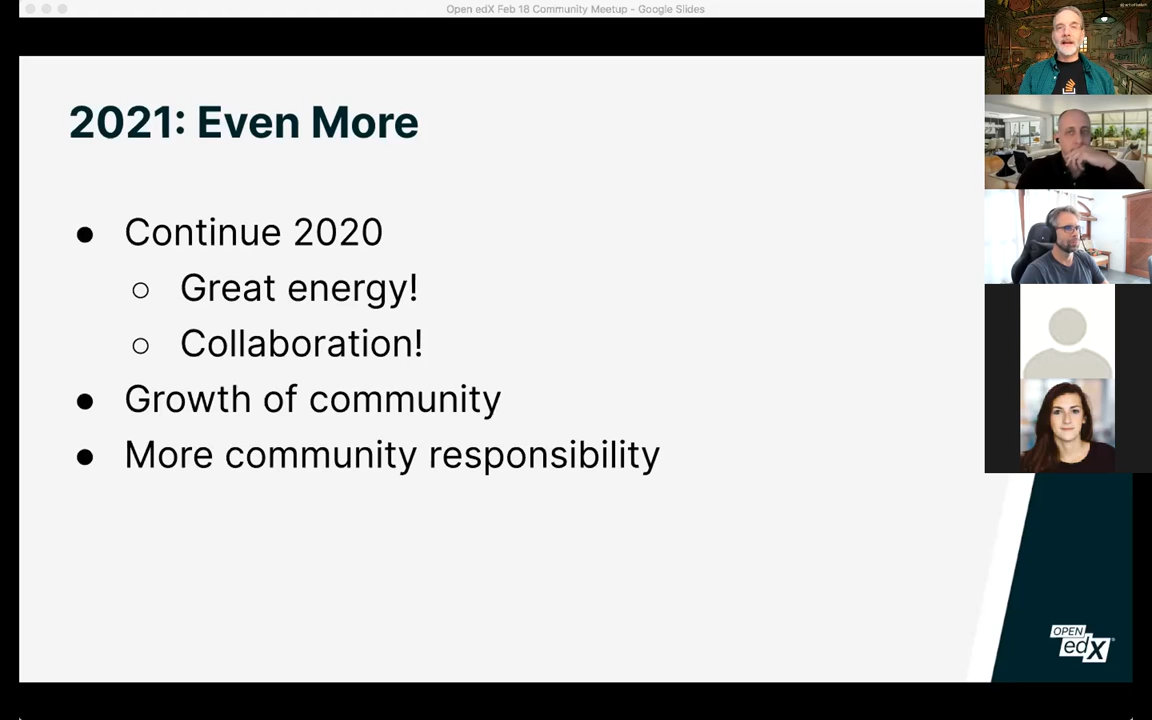 Open edX Feb 18 Community Meetup - Google Slides
2021: Even More
● Continue 2020
○ Great energy!
○ Collaboration!
● Growth of community
● More community responsibility
OPEN
edX